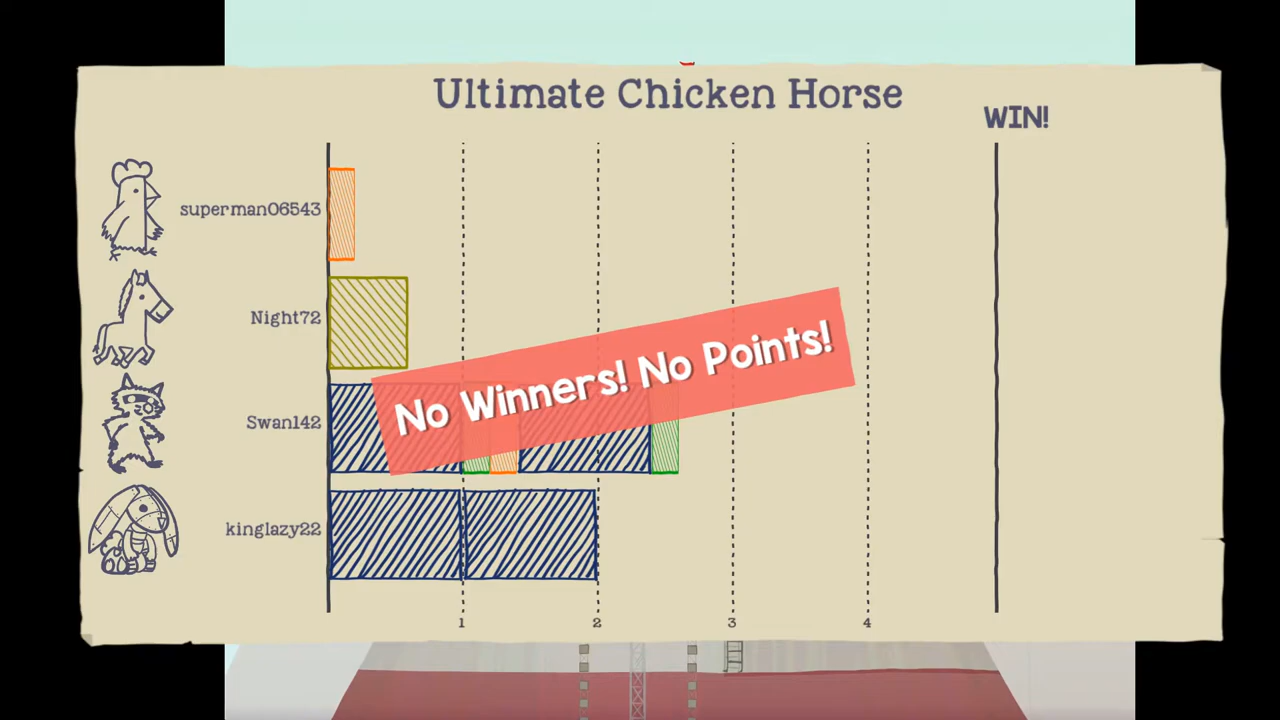 Ultimate Chicken Horse
WIN!
superman06543
Night72
No Winners! No Points!
Swan142
kinglazy22
1 2 3 4